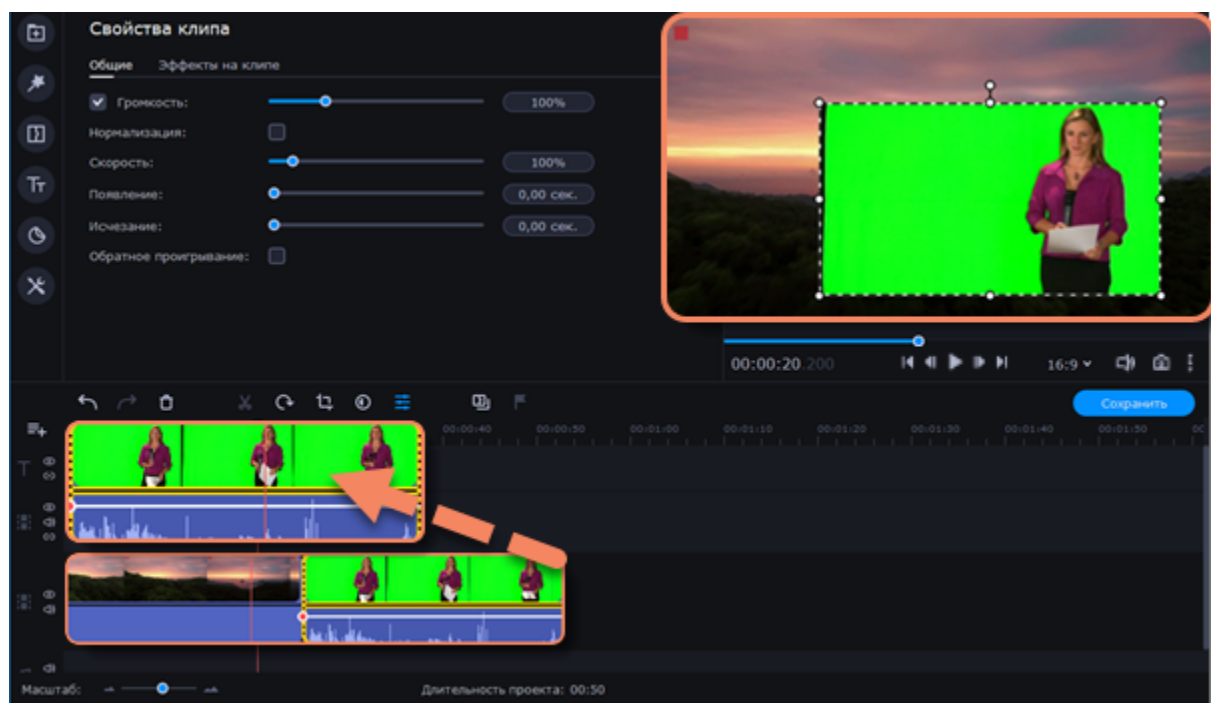 Свойства клипа
Общие Эффекты на клипе
Громкость: 100%
Нормализация:
Скорость: 100%
Появление: 0,00 сек.
Исчезание: 0,00 сек.
Обратное проигрывание:
00:00:20.200 16:9
Сохранить
00:00:40 00:00:50 00:01:00 00:01:10 00:01:20 00:01:30 00:01:40 00:01:50
Масштаб: Длительность проекта: 00:50